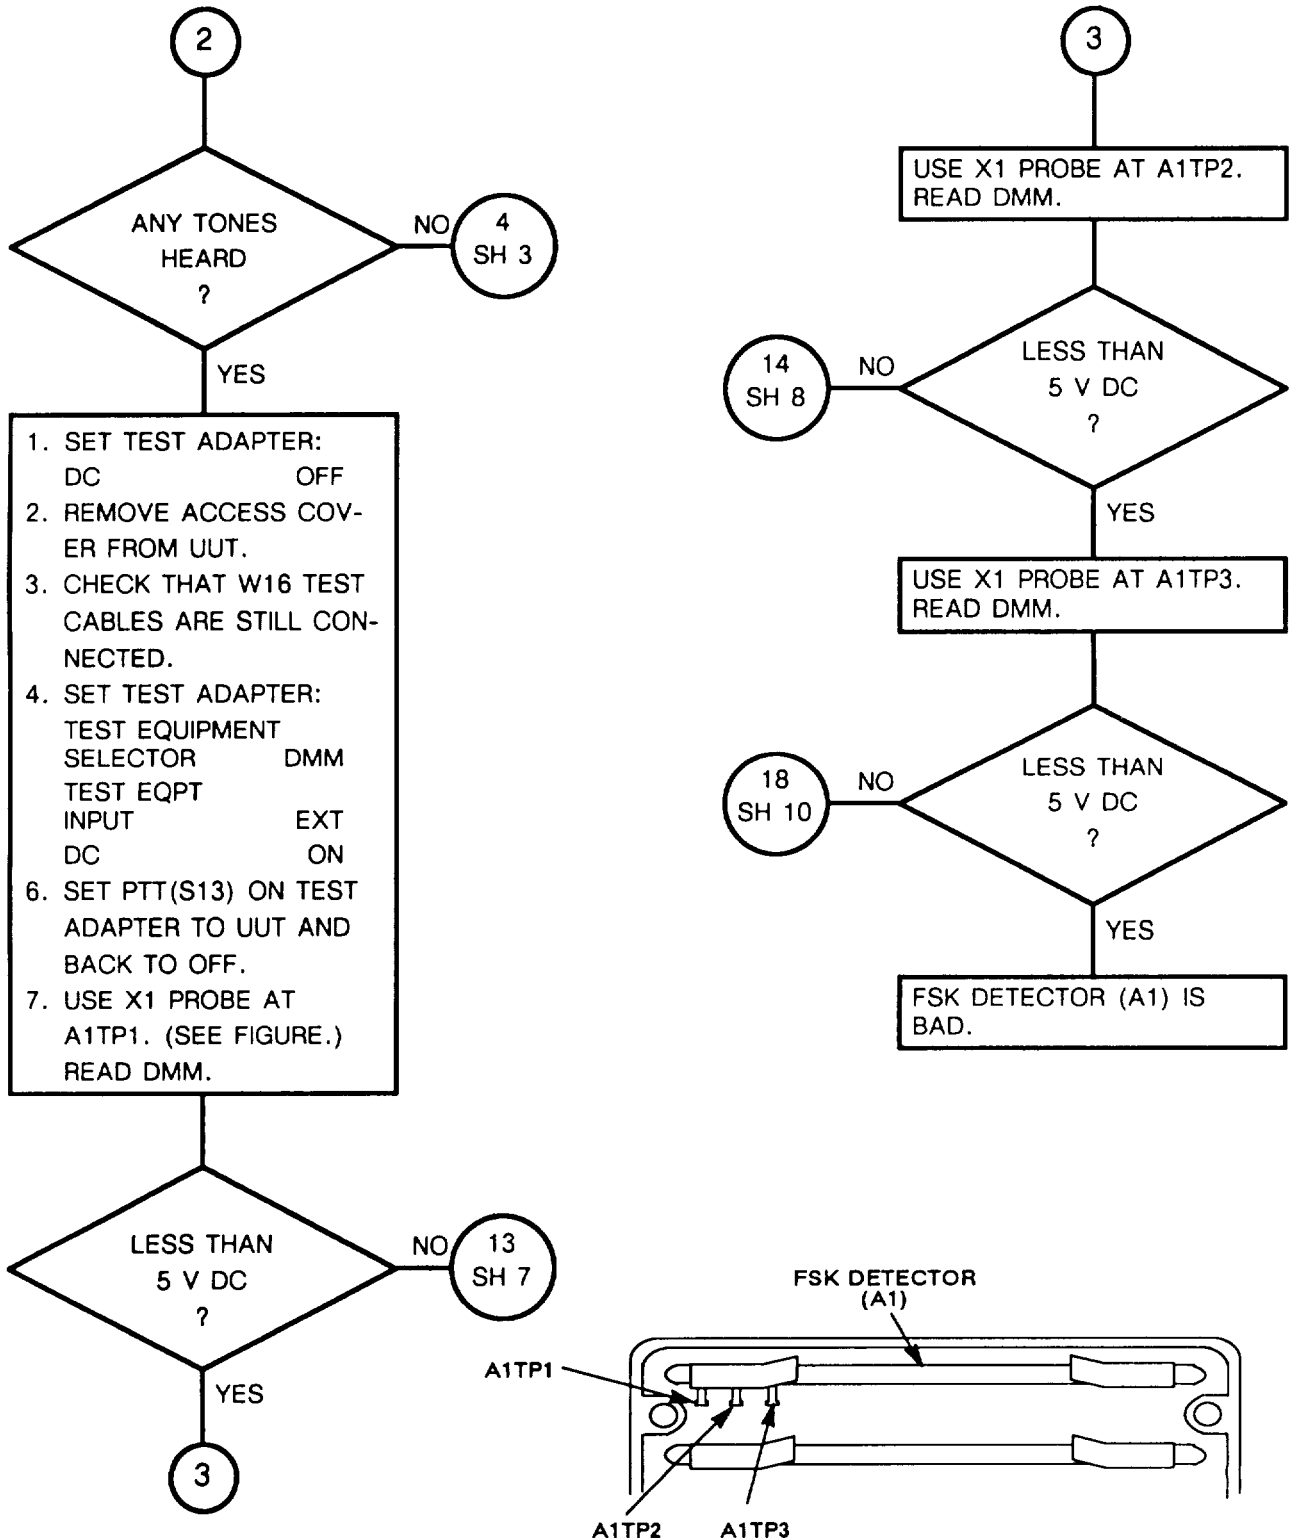 2
ANY TONES
HEARD
?
NO
4
SH 3
YES
1. SET TEST ADAPTER:
DC OFF
2. REMOVE ACCESS COV-
ER FROM UUT.
3. CHECK THAT W16 TEST
CABLES ARE STILL CON-
NECTED.
4. SET TEST ADAPTER:
TEST EQUIPMENT
SELECTOR DMM
TEST EQPT
INPUT EXT
DC ON
6. SET PTT(S13) ON TEST
ADAPTER TO UUT AND
BACK TO OFF.
7. USE X1 PROBE AT
A1TP1. (SEE FIGURE.)
READ DMM.
LESS THAN
5 V DC
?
NO
13
SH 7
YES
3
3
USE X1 PROBE AT A1TP2.
READ DMM.
LESS THAN
5 V DC
?
NO
14
SH 8
YES
USE X1 PROBE AT A1TP3.
READ DMM.
LESS THAN
5 V DC
?
NO
18
SH 10
YES
FSK DETECTOR (A1) IS
BAD.
FSK DETECTOR
(A1)
A1TP1
A1TP2 A1TP3